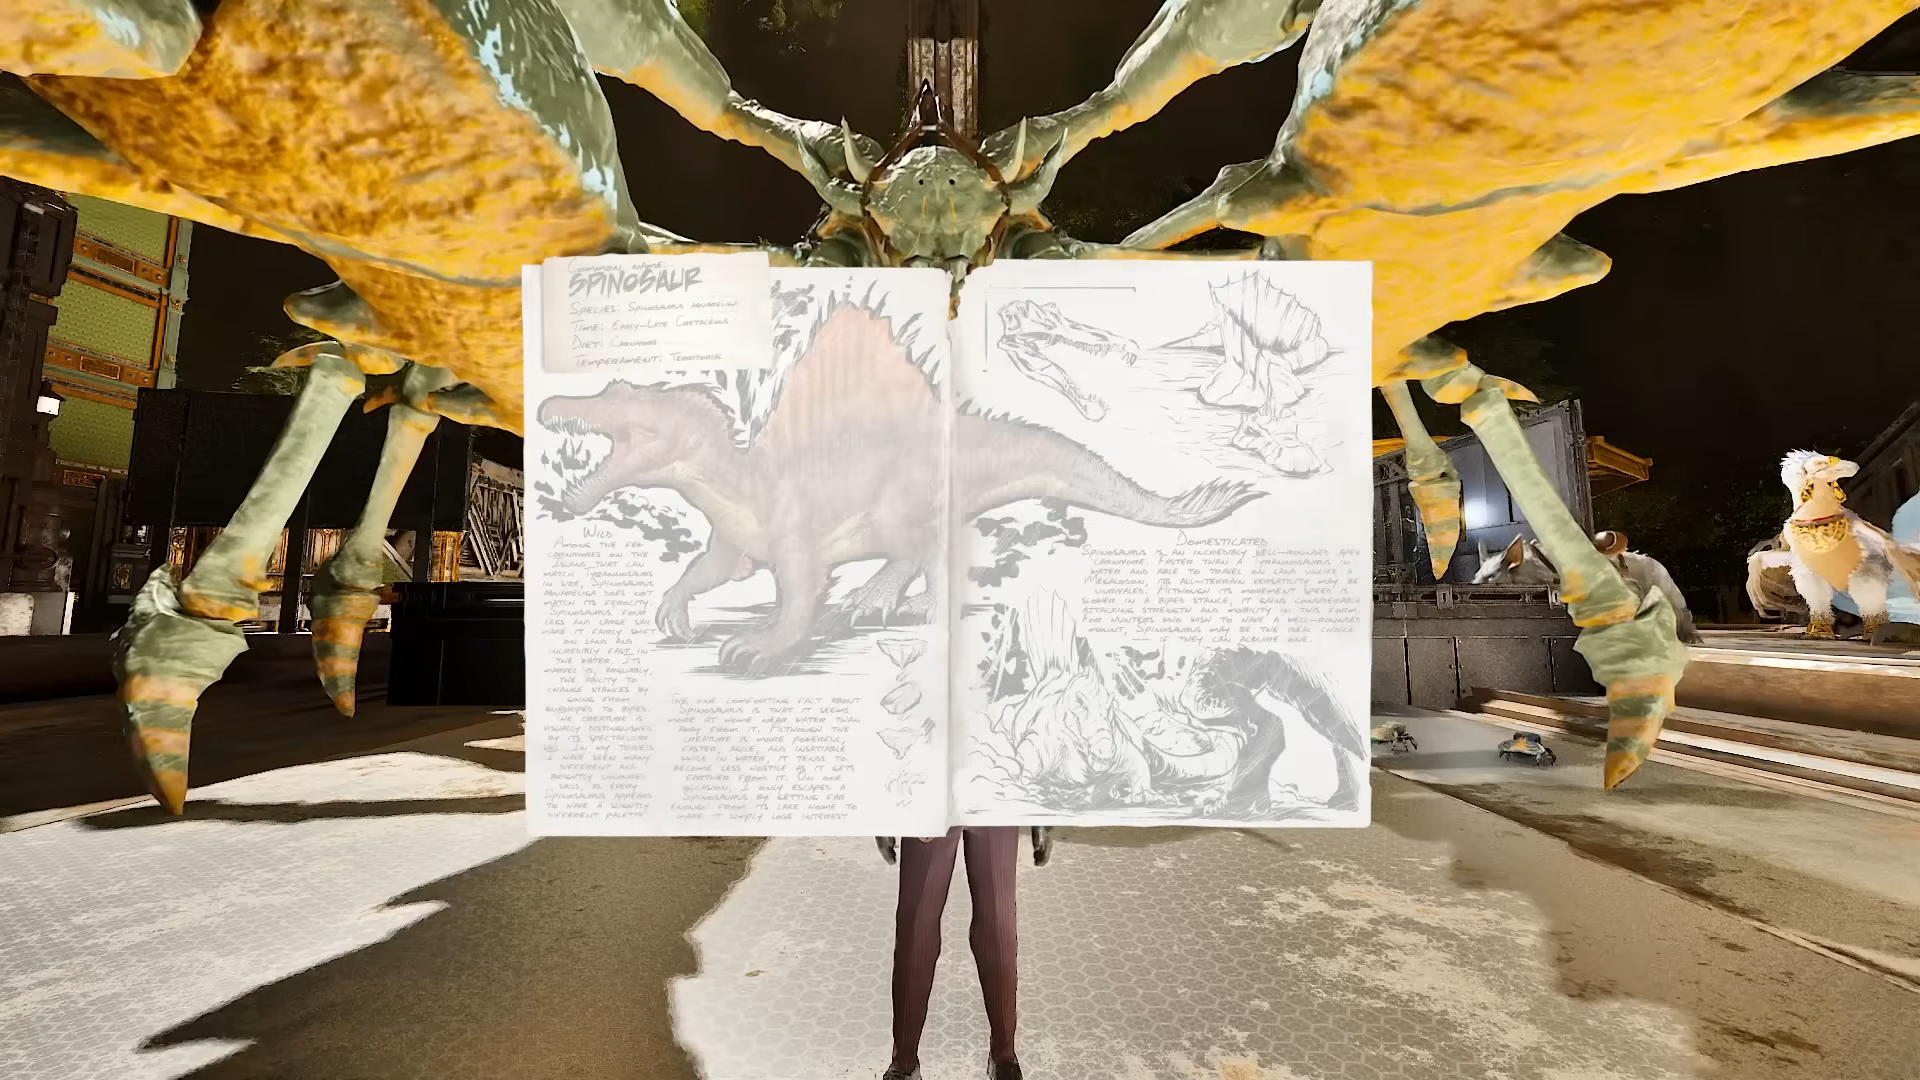 Common name:
SPINOSAUR
Species: Spinosaurus aquareliga
Time: Early-Late Cretaceous
Diet: Carnivore
Temperament: Territorial
Wild
Among the few
carnivores on the
Island that can
match Tyrannosaurus
in size, Spinosaurus
aquareliga does not
match its ferocity.
Spinosaurus' four
legs and large sail
make it fairly swift
on land and
incredibly fast in
the water. Its
marvel is, arguably,
the ability to
change stances by
going from
quadriped to biped.
The creature is
visually distinguished
by its spectacular
sail. In my travels
I have seen many
different and
brightly coloured
sails, as every
Spinosaurus appears
to have a slightly
different palette
The one comforting fact about
Spinosaurus is that it seems
more at home near water than
away from it. Although the
creature is more powerful,
faster, agile, and insatiable
while in water, it tends to
become less hostile as it gets
farther from it. On one
occasion, I only escaped a
Spinosaurus by getting far
enough from its lake home to
make it simply lose interest
Domesticated
Spinosaurus is an incredibly well-rounded apex
carnivore. Faster than a Tyrannosaurus in
water and able to travel on land unlike a
Megalodon, its all-terrain versatility may be
unrivaled. Although its movement speed is
slower in a biped stance, it gains considerable
attacking strength and mobility in this form.
For hunters who wish to have a well-rounded
mount, Spinosaurus may be the ideal choice
if they can acquire one.